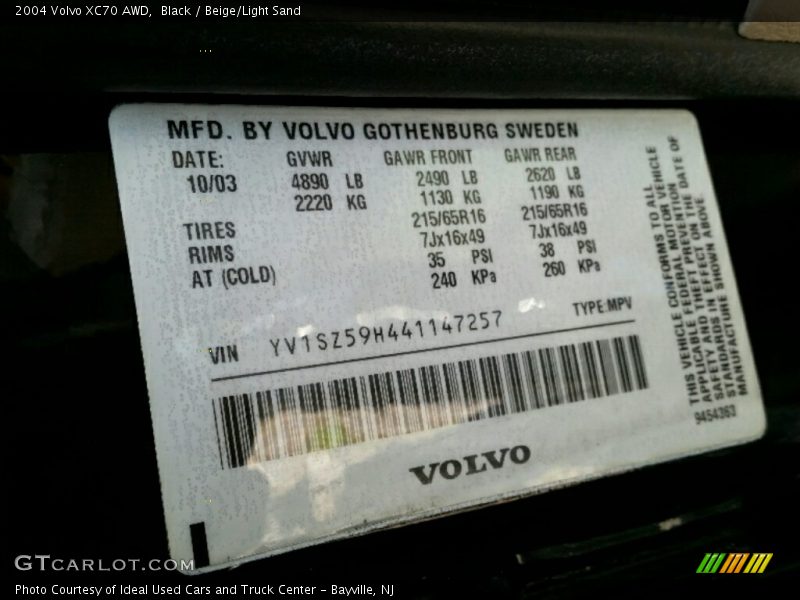 2004 Volvo XC70 AWD, Black / Beige/Light Sand
...
MFD. BY VOLVO GOTHENBURG SWEDEN
DATE: GVWR GAWR FRONT GAWR REAR
10/03 4890 LB 2490 LB 2620 LB
2220 KG 1130 KG 1190 KG
TIRES 215/65R16 215/65R16
RIMS 7Jx16x49 7Jx16x49
AT (COLD) 35 PSI 38 PSI
240 KPa 260 KPa
VIN YV1SZ59H441147257 TYPE:MPV
VOLVO
THIS VEHICLE CONFORMS TO ALL
APPLICABLE FEDERAL MOTOR VEHICLE
SAFETY AND THEFT PREVENTION
STANDARDS IN EFFECT ON THE DATE OF
MANUFACTURE SHOWN ABOVE
9454363
GTCARLOT.COM
Photo Courtesy of Ideal Used Cars and Truck Center - Bayville, NJ